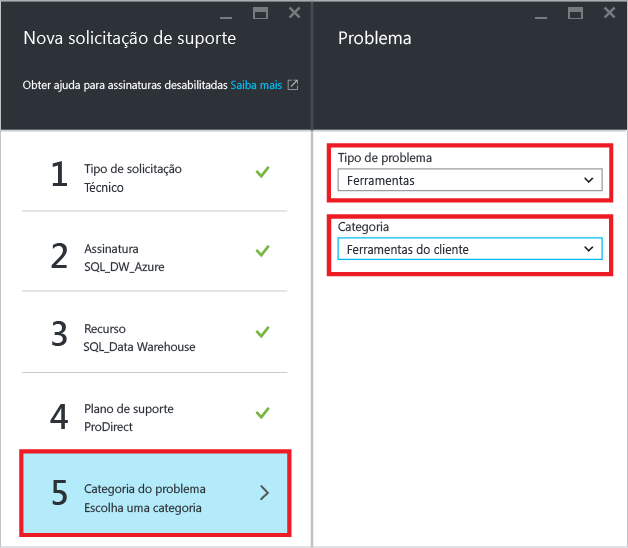 Nova solicitação de suporte
Obter ajuda para assinaturas desabilitadas Saiba mais
1
Tipo de solicitação
Técnico
2
Assinatura
SQL_DW_Azure
3
Recurso
SQL_Data Warehouse
4
Plano de suporte
ProDirect
5
Categoria do problema
Escolha uma categoria
Problema
Tipo de problema
Ferramentas
Categoria
Ferramentas do cliente